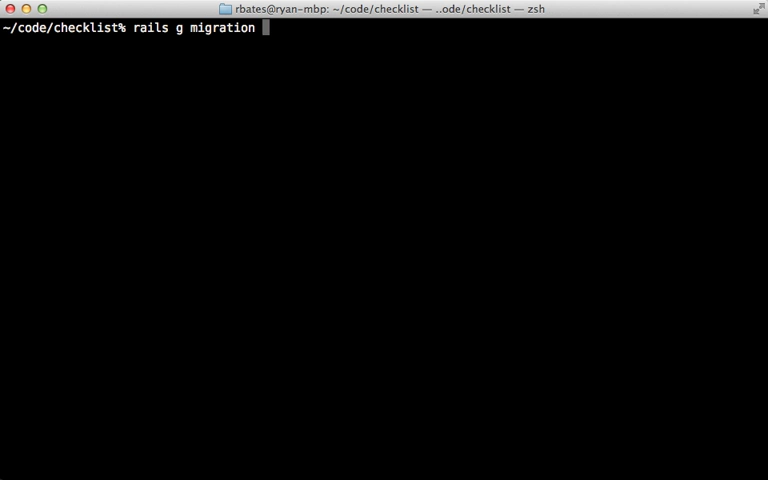 rbates@ryan-mbp: ~/code/checklist — ..ode/checklist — zsh
~/code/checklist% rails g migration